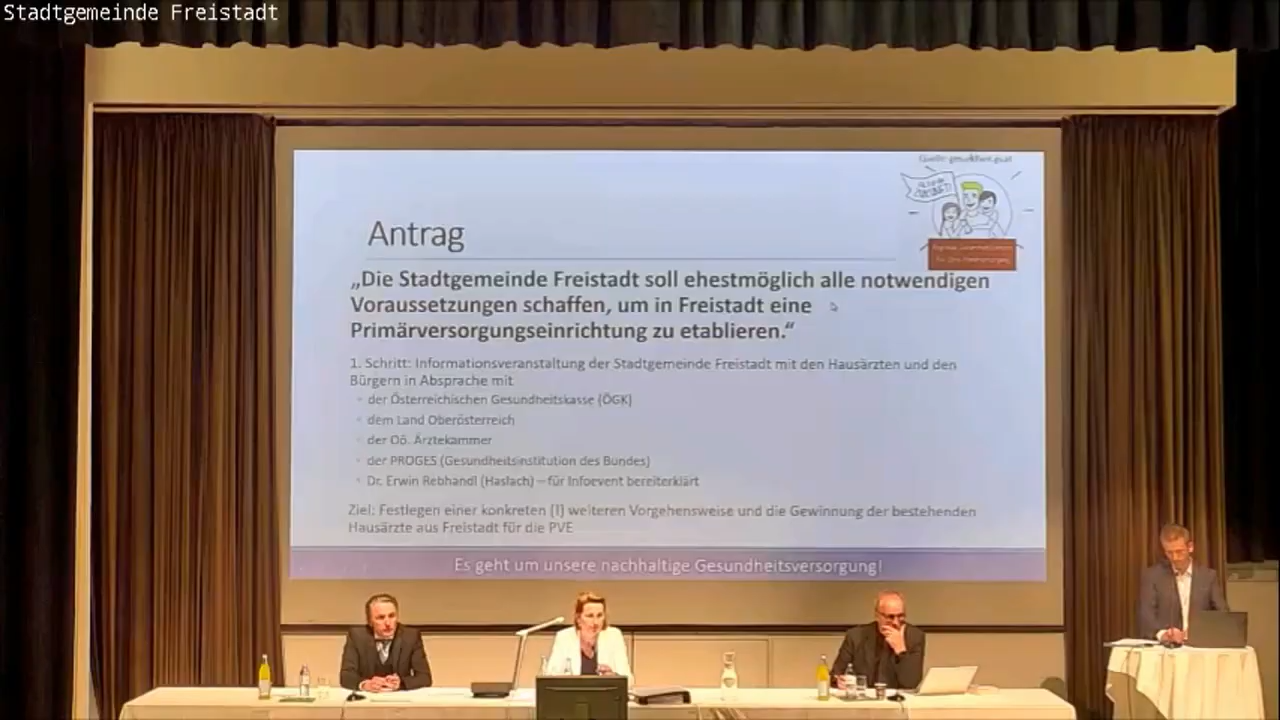 Stadtgemeinde Freistadt
Antrag
„Die Stadtgemeinde Freistadt soll ehestmöglich alle notwendigen
Voraussetzungen schaffen, um in Freistadt eine
Primärversorgungseinrichtung zu etablieren.“
1. Schritt: Informationsveranstaltung der Stadtgemeinde Freistadt mit den Hausärzten und den
Bürgern in Absprache mit
der Österreichischen Gesundheitskasse (ÖGK)
dem Land Oberösterreich
der Oö. Ärztekammer
der PROGES (Gesundheitsinstitution des Bundes)
Dr. Erwin Rebhandl (Haslach) – für Infoevent bereiterklärt
Ziel: Festlegen einer konkreten (!) weiteren Vorgehensweise und die Gewinnung der bestehenden
Hausärzte aus Freistadt für die PVE
Es geht um unsere nachhaltige Gesundheitsversorgung!